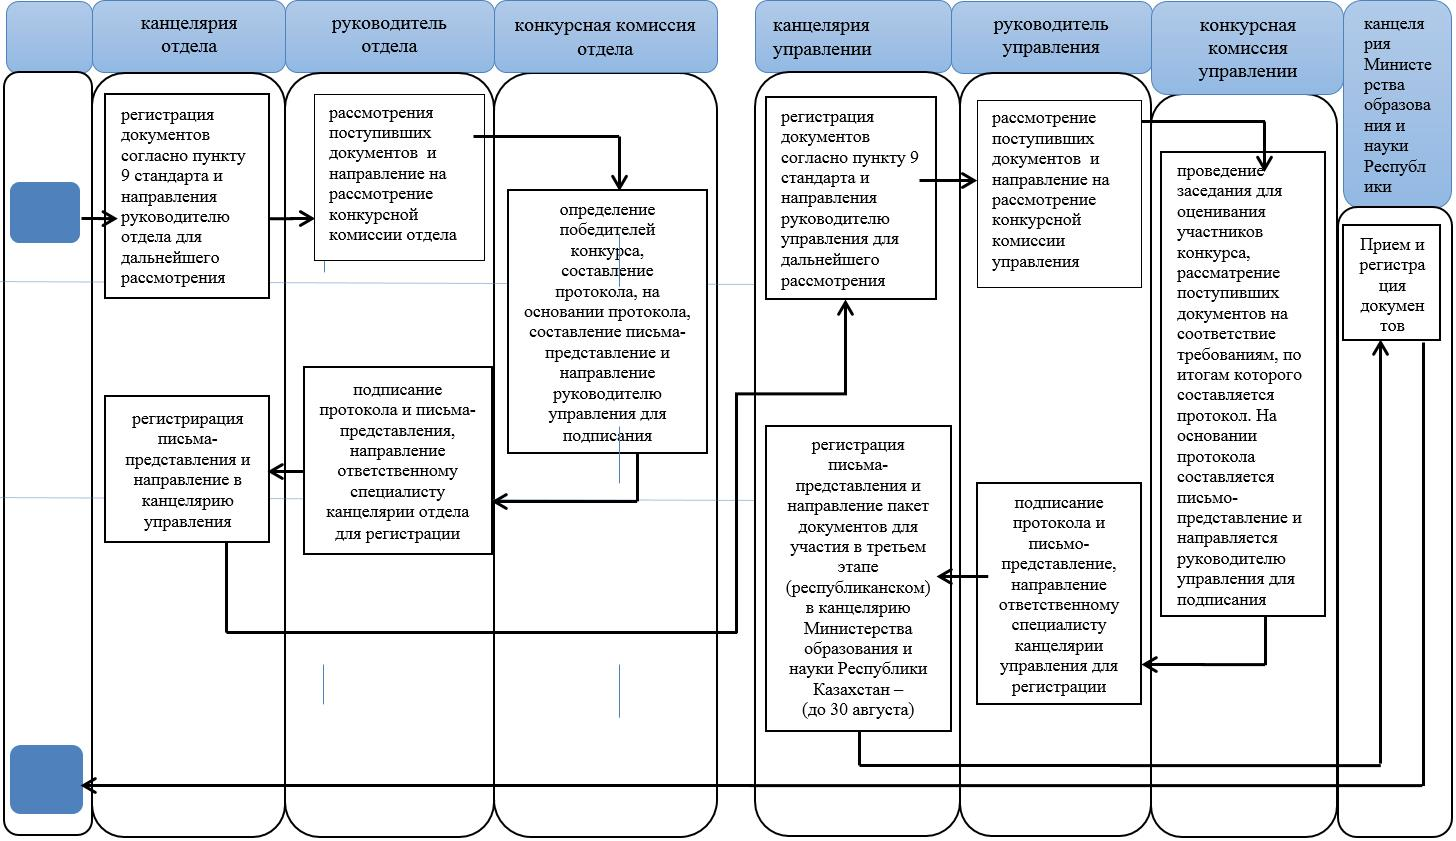 канцелярия
отдела
руководитель
отдела
конкурсная комиссия
отдела
канцелярия
управлении
руководитель
управления
конкурсная
комиссия
управлении
канцеля
рия
Министе
рства
образова
ния и
науки
Республ
ики
регистрация
документов
согласно пункту
9 стандарта и
направления
руководителю
отдела для
дальнейшего
рассмотрения
рассмотрения
поступивших
документов и
направление на
рассмотрение
конкурсной
комиссии отдела
определение
победителей
конкурса,
составление
протокола, на
основании протокола,
составление письма-
представление и
направление
руководителю
управления для
подписания
подписание
протокола и письма-
представления,
направление
ответственному
специалисту
канцелярии отдела
для регистрации
регистрирация
письма-
представления и
направление в
канцелярию
управления
регистрация
документов
согласно пункту 9
стандарта и
направления
руководителю
управления для
дальнейшего
рассмотрения
рассмотрение
поступивших
документов и
направление на
рассмотрение
конкурсной
комиссии
управления
проведение
заседания для
оценивания
участников
конкурса,
рассматрение
поступивших
документов на
соответствие
требованиям, по
итогам которого
составляется
протокол. На
основании
протокола
составляется
письмо-
представление и
направляется
руководителю
управления для
подписания
подписание
протокола и
письмо-
представление,
направление
ответственному
специалисту
канцелярии
управления для
регистрации
регистрация
письма-
представления и
направление пакет
документов для
участия в третьем
этапе
(республиканском)
в канцелярию
Министерства
образования и
науки Республики
Казахстан –
(до 30 августа)
Прием и
регистра
ция
докумен
тов